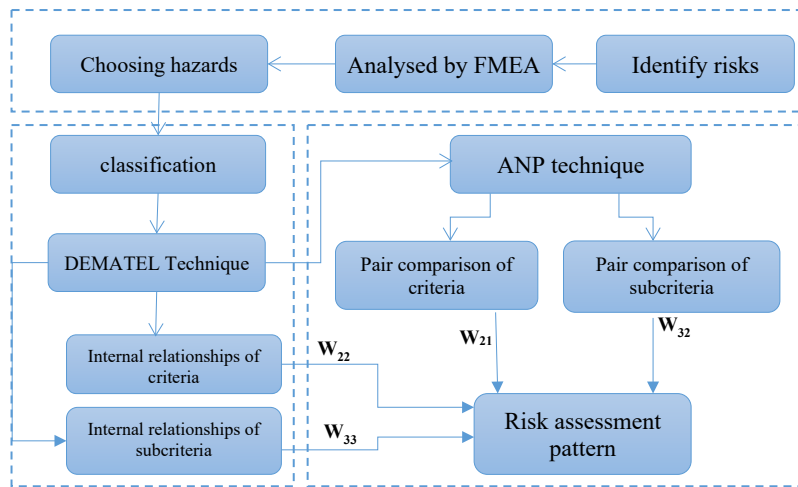 Choosing hazards
Analysed by FMEA
Identify risks
classification
ANP technique
DEMATEL Technique
Pair comparison of
criteria
Pair comparison of
subcriteria
W21
W32
Internal relationships of
criteria
W22
Internal relationships of
subcriteria
W33
Risk assessment
pattern